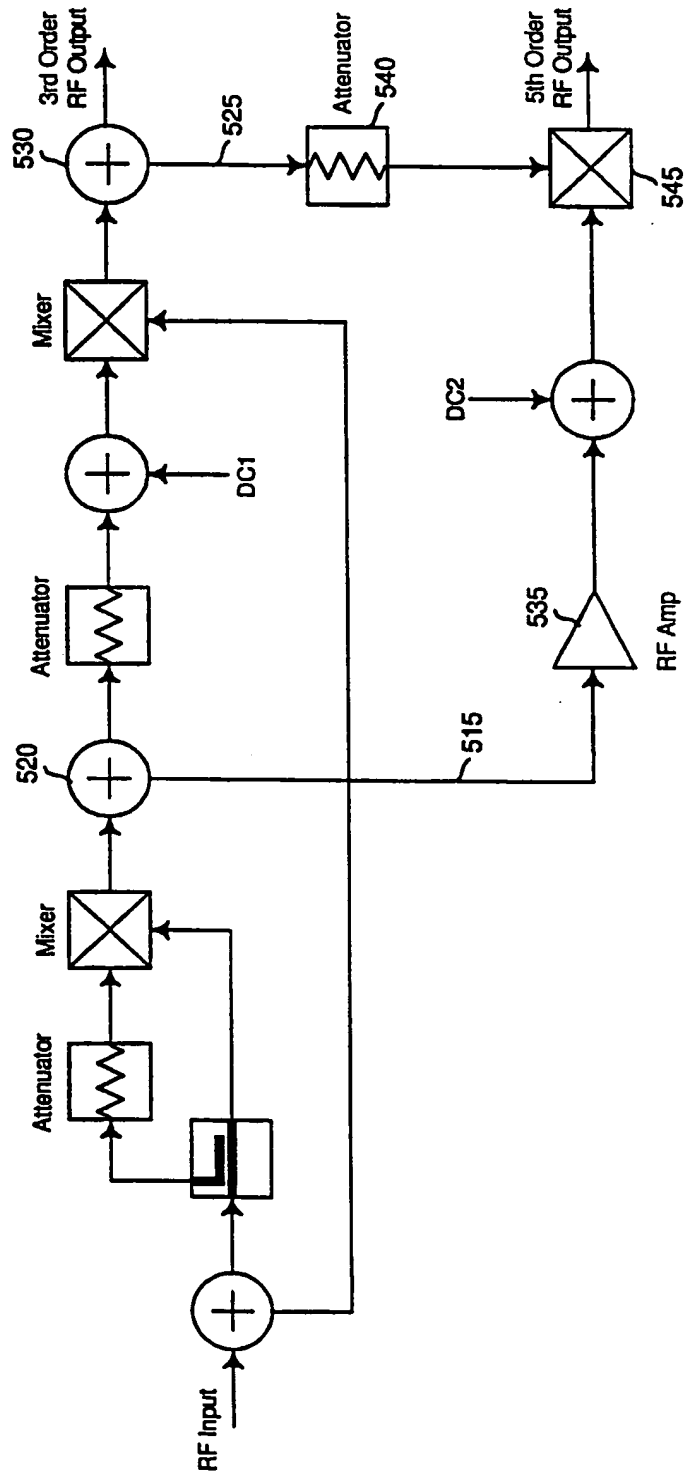 RF Input
Attenuator
Mixer
520
Attenuator
DC1
Mixer
530
3rd Order
RF Output
525
Attenuator
540
515
535
RF Amp
DC2
545
5th Order
RF Output